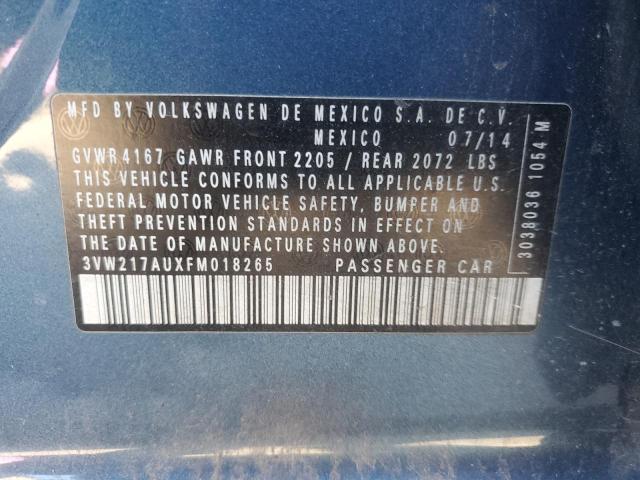 MFD BY VOLKSWAGEN DE MEXICO S.A. DE C.V.
MEXICO 07/14
GVWR 4167 GAWR FRONT 2205 / REAR 2072 LBS
THIS VEHICLE CONFORMS TO ALL APPLICABLE U.S.
FEDERAL MOTOR VEHICLE SAFETY, BUMPER AND
THEFT PREVENTION STANDARDS IN EFFECT ON
THE DATE OF MANUFACTURE SHOWN ABOVE.
3VW217AUXFM018265 PASSENGER CAR
3038036 1054 M